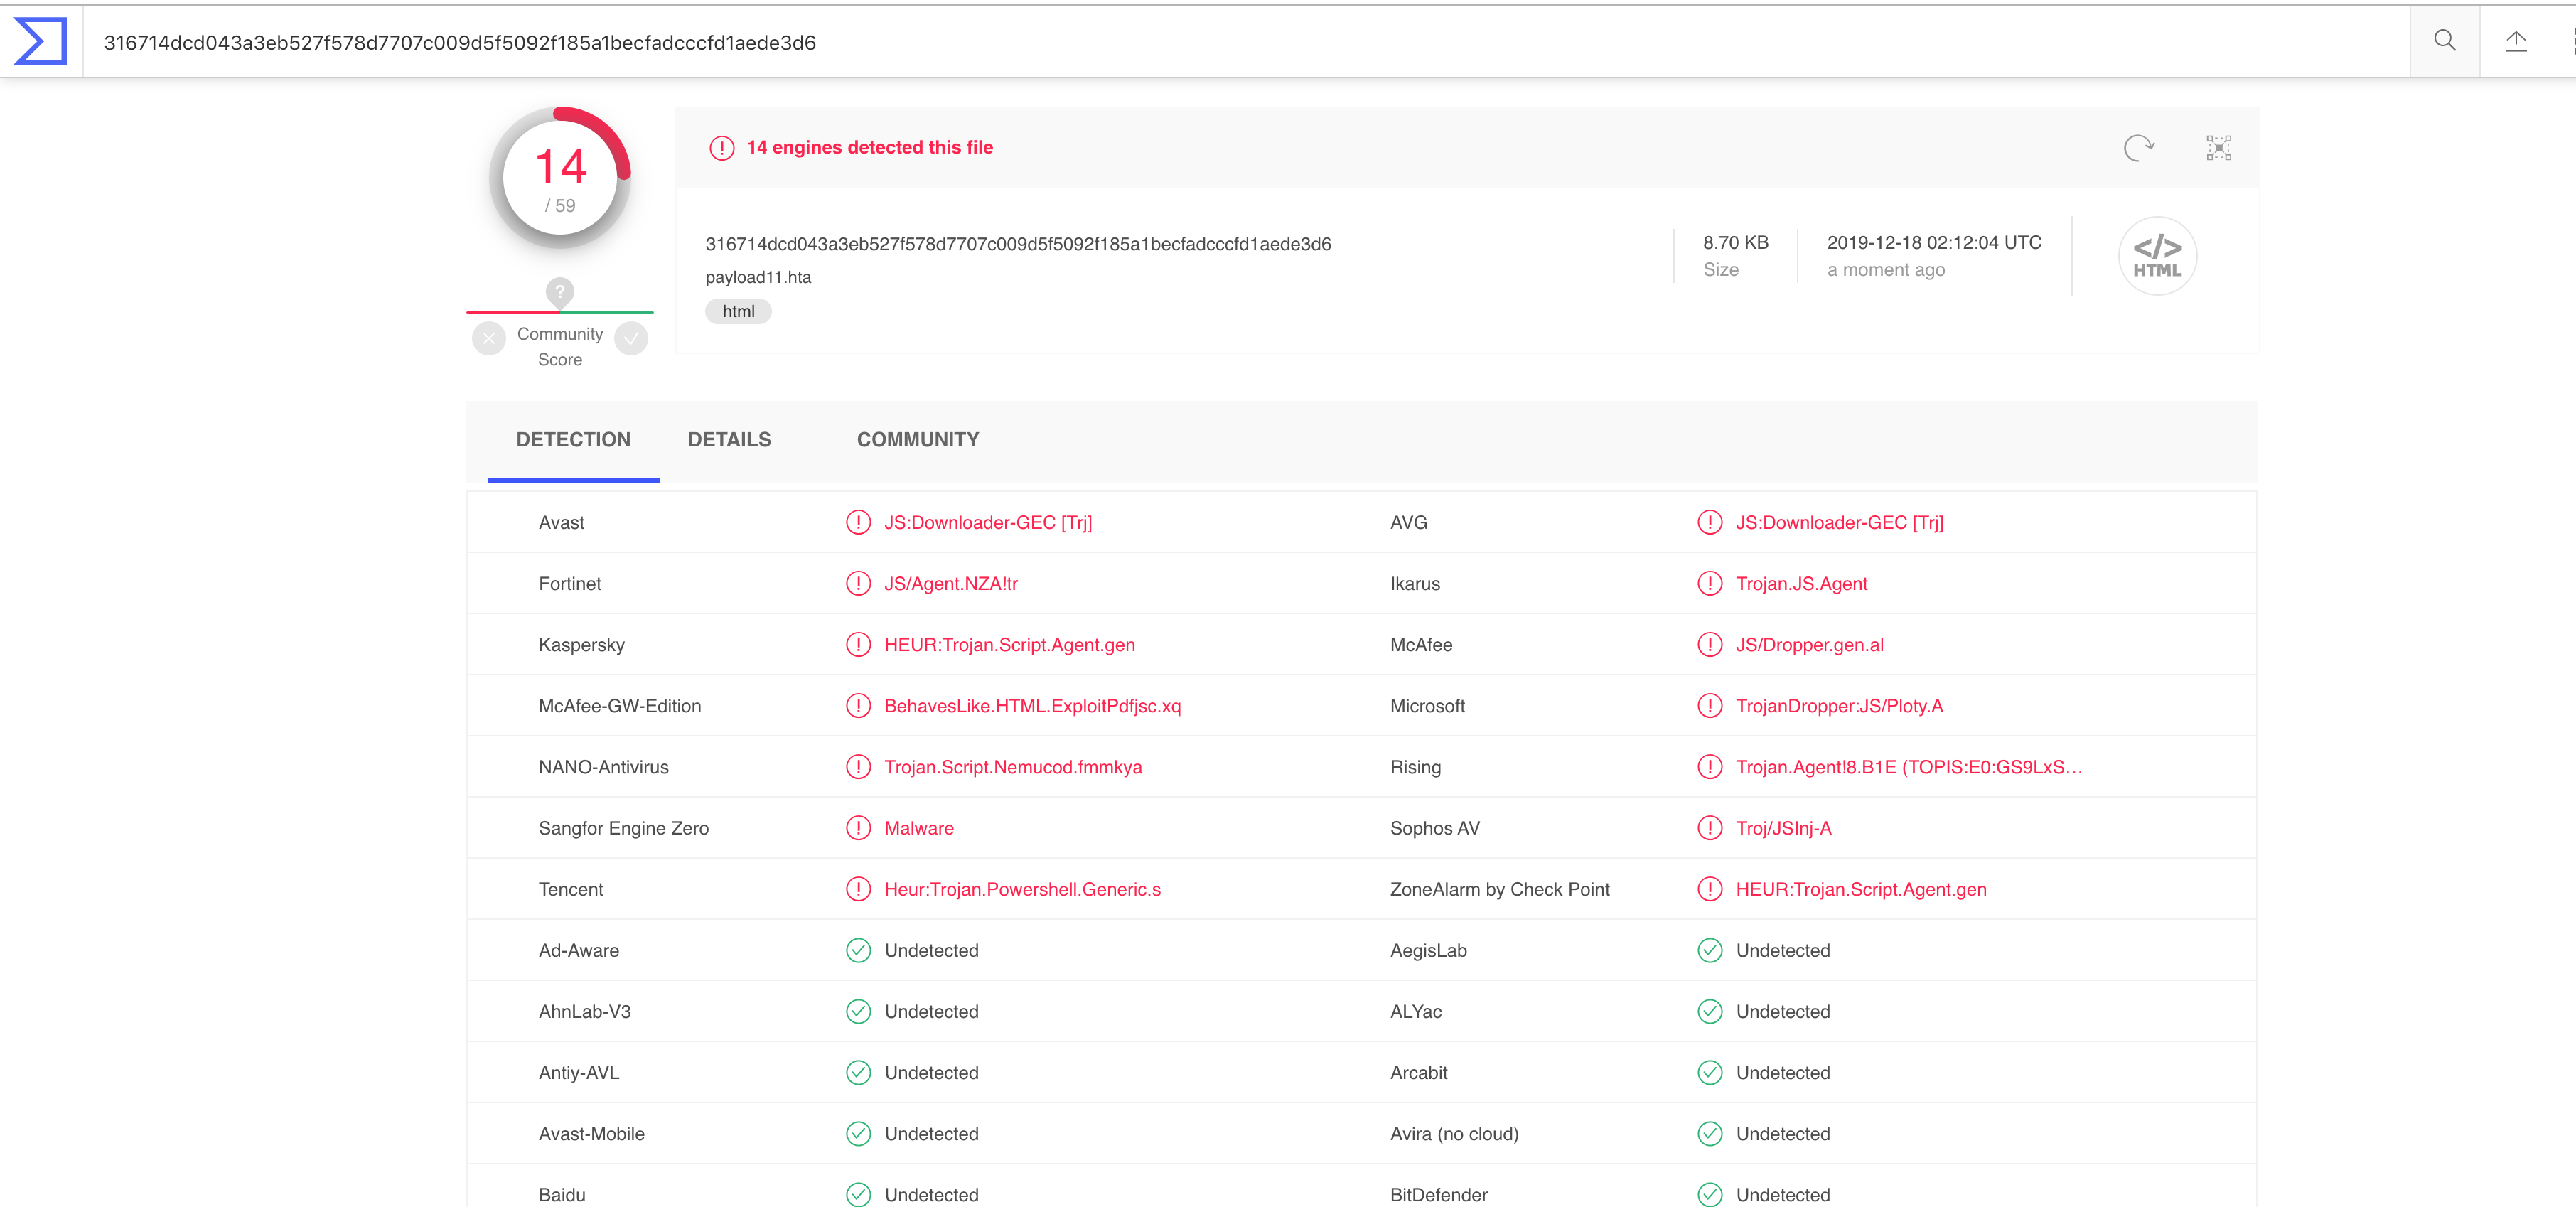 316714dcd043a3eb527f578d7707c009d5f5092f185a1becfadcccfd1aede3d6
14
/ 59
14 engines detected this file
316714dcd043a3eb527f578d7707c009d5f5092f185a1becfadcccfd1aede3d6
payload11.hta
html
8.70 KB
Size
2019-12-18 02:12:04 UTC
a moment ago
</>
HTML
?
Community
Score
DETECTION DETAILS COMMUNITY
Avast JS:Downloader-GEC [Trj] AVG JS:Downloader-GEC [Trj]
Fortinet JS/Agent.NZA!tr Ikarus Trojan.JS.Agent
Kaspersky HEUR:Trojan.Script.Agent.gen McAfee JS/Dropper.gen.al
McAfee-GW-Edition BehavesLike.HTML.ExploitPdfjsc.xq Microsoft TrojanDropper:JS/Ploty.A
NANO-Antivirus Trojan.Script.Nemucod.fmmkya Rising Trojan.Agent!8.B1E (TOPIS:E0:GS9LxS…
Sangfor Engine Zero Malware Sophos AV Troj/JSInj-A
Tencent Heur:Trojan.Powershell.Generic.s ZoneAlarm by Check Point HEUR:Trojan.Script.Agent.gen
Ad-Aware Undetected AegisLab Undetected
AhnLab-V3 Undetected ALYac Undetected
Antiy-AVL Undetected Arcabit Undetected
Avast-Mobile Undetected Avira (no cloud) Undetected
Baidu Undetected BitDefender Undetected